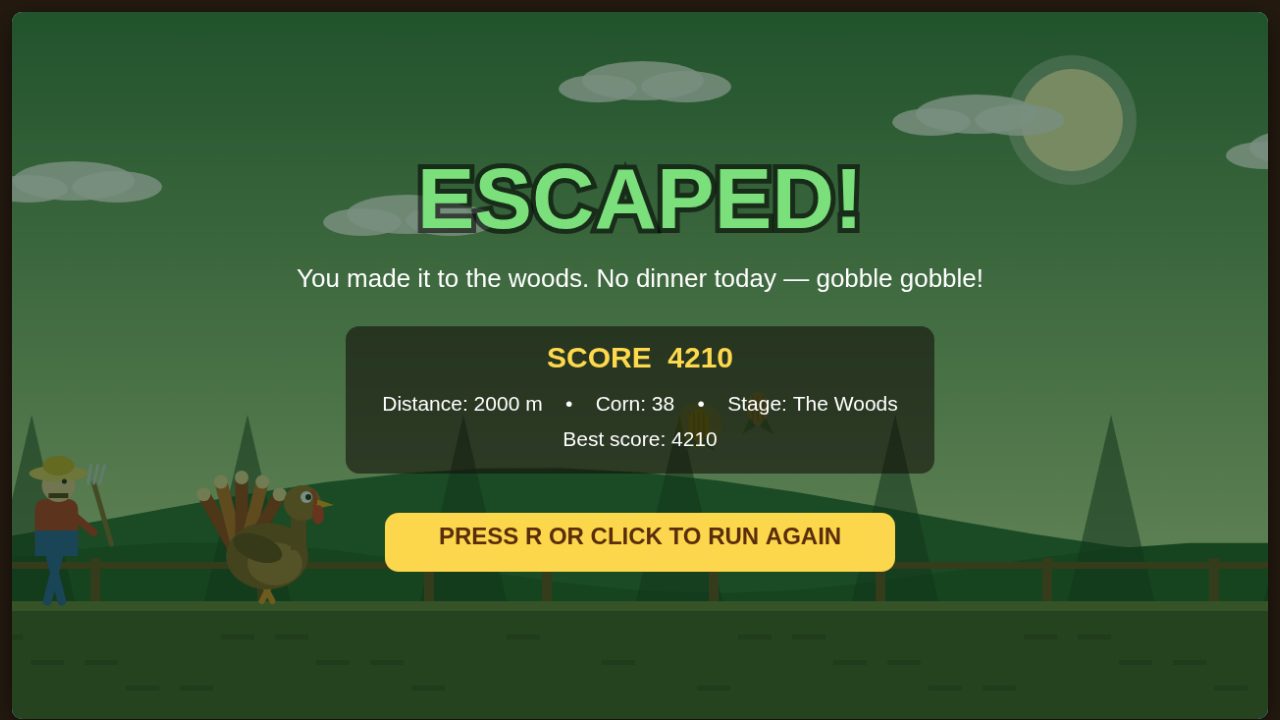 ESCAPED!
You made it to the woods. No dinner today — gobble gobble!
SCORE 4210
Distance: 2000 m • Corn: 38 • Stage: The Woods
Best score: 4210
PRESS R OR CLICK TO RUN AGAIN